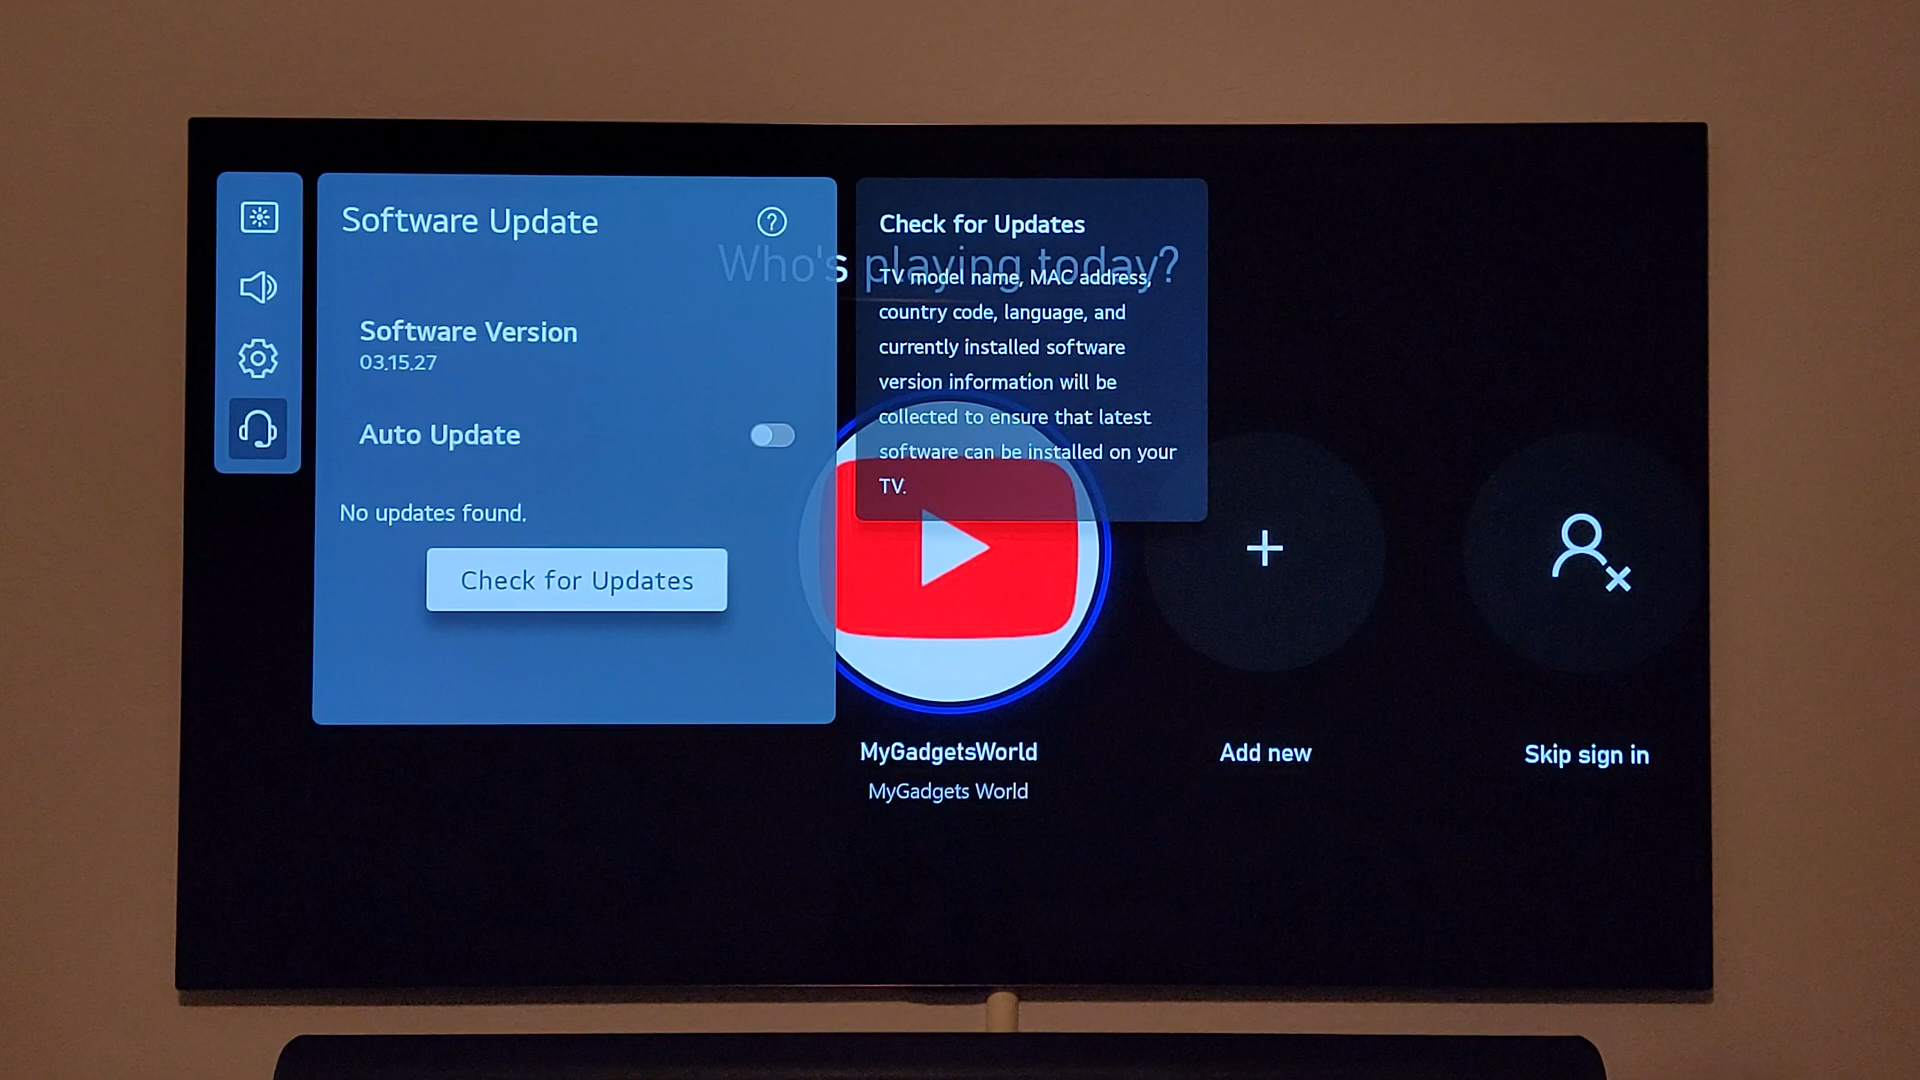 Software Update
Who's playing today?
Software Version
03.15.27
Auto Update
No updates found.
Check for Updates
Check for Updates
TV model name, MAC address,
country code, language, and
currently installed software
version information will be
collected to ensure that latest
software can be installed on your
TV.
MyGadgetsWorld
MyGadgets World
Add new
Skip sign in